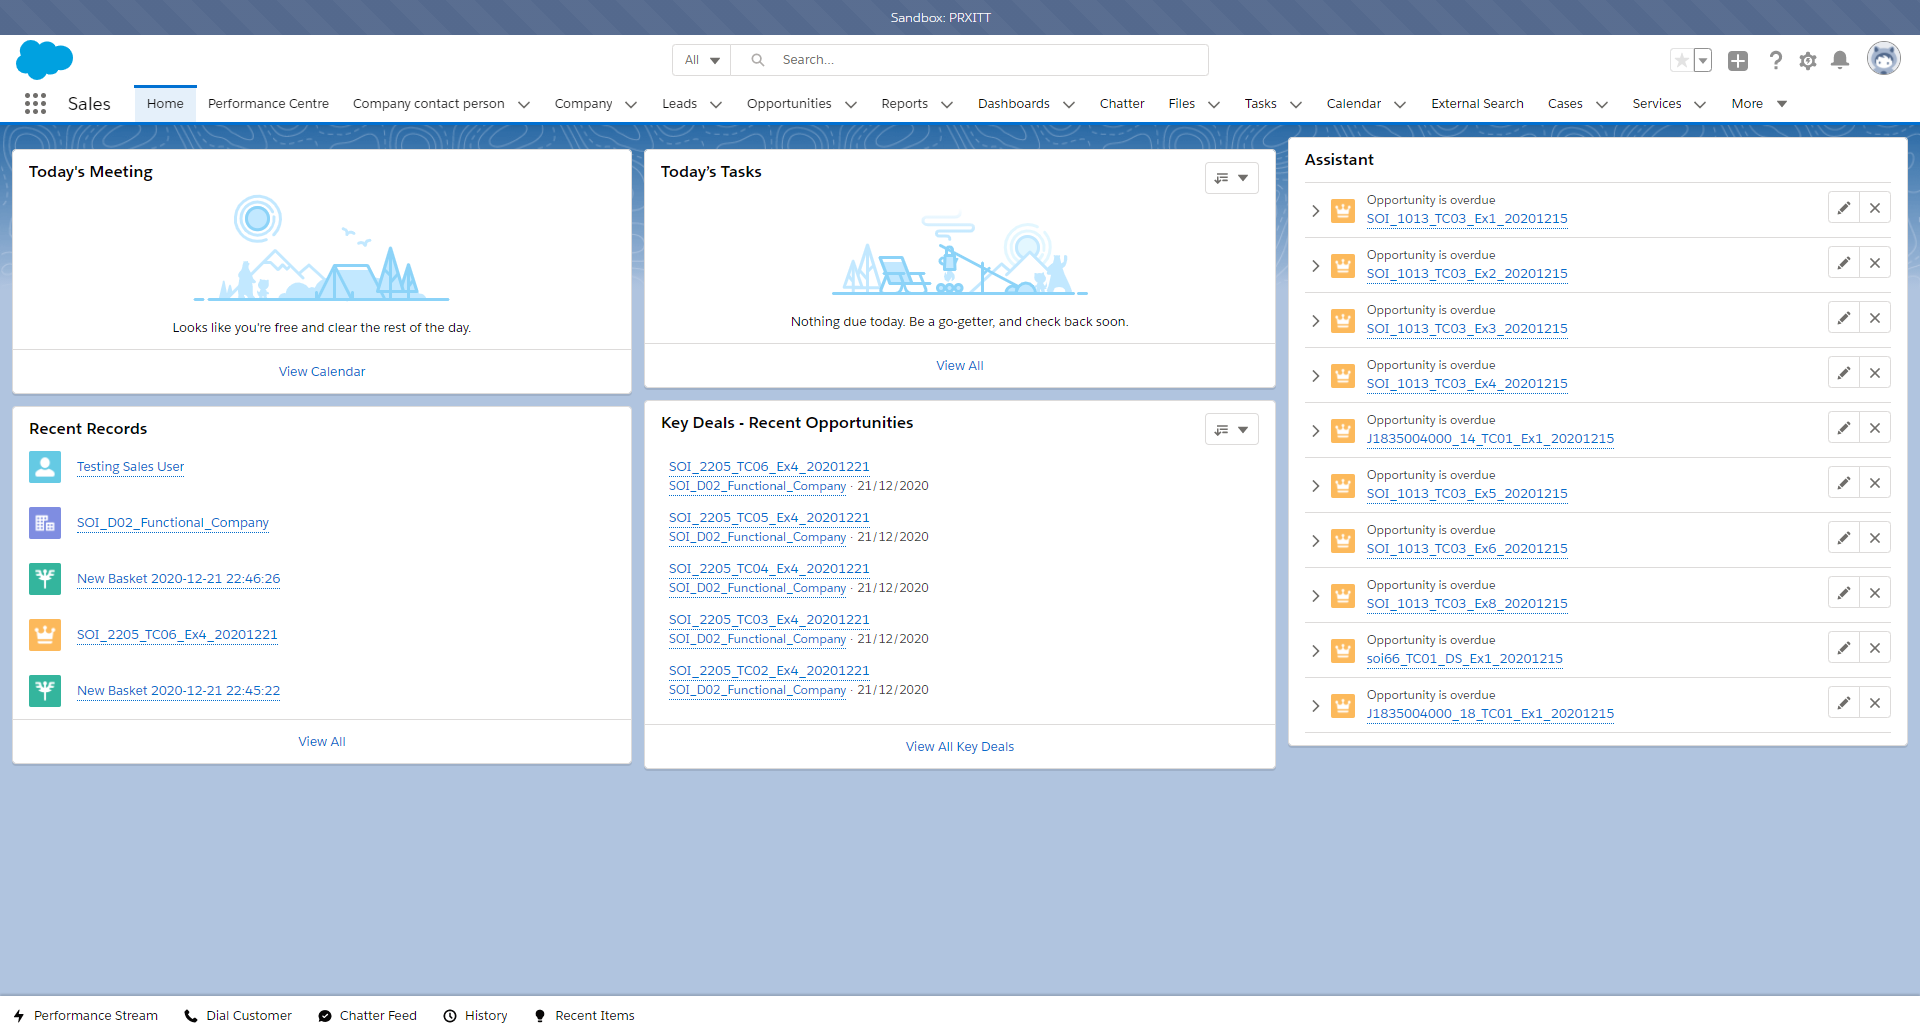 Sandbox: PRXITT
All
Search...
Sales
Home
Performance Centre
Company contact person
Company
Leads
Opportunities
Reports
Dashboards
Chatter
Files
Tasks
Calendar
External Search
Cases
Services
More
Today's Meeting
Looks like you're free and clear the rest of the day.
View Calendar
Recent Records
Testing Sales User
SOI_D02_Functional_Company
New Basket 2020-12-21 22:46:26
SOI_2205_TC06_Ex4_20201221
New Basket 2020-12-21 22:45:22
View All
Today’s Tasks
Nothing due today. Be a go-getter, and check back soon.
View All
Key Deals - Recent Opportunities
SOI_2205_TC06_Ex4_20201221
SOI_D02_Functional_Company · 21/12/2020
SOI_2205_TC05_Ex4_20201221
SOI_D02_Functional_Company · 21/12/2020
SOI_2205_TC04_Ex4_20201221
SOI_D02_Functional_Company · 21/12/2020
SOI_2205_TC03_Ex4_20201221
SOI_D02_Functional_Company · 21/12/2020
SOI_2205_TC02_Ex4_20201221
SOI_D02_Functional_Company · 21/12/2020
View All Key Deals
Assistant
Opportunity is overdue
SOI_1013_TC03_Ex1_20201215
Opportunity is overdue
SOI_1013_TC03_Ex2_20201215
Opportunity is overdue
SOI_1013_TC03_Ex3_20201215
Opportunity is overdue
SOI_1013_TC03_Ex4_20201215
Opportunity is overdue
J1835004000_14_TC01_Ex1_20201215
Opportunity is overdue
SOI_1013_TC03_Ex5_20201215
Opportunity is overdue
SOI_1013_TC03_Ex6_20201215
Opportunity is overdue
SOI_1013_TC03_Ex8_20201215
Opportunity is overdue
soi66_TC01_DS_Ex1_20201215
Opportunity is overdue
J1835004000_18_TC01_Ex1_20201215
Performance Stream
Dial Customer
Chatter Feed
History
Recent Items